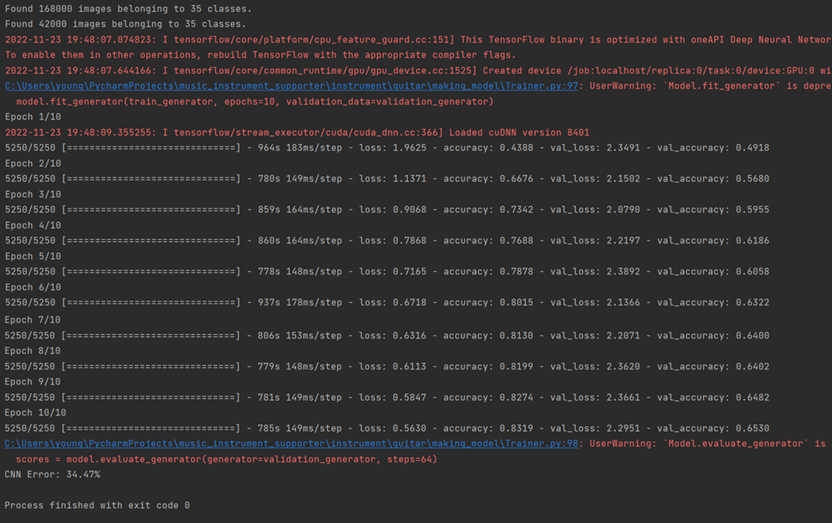 Found 168000 images belonging to 35 classes.
Found 42000 images belonging to 35 classes.
2022-11-23 19:48:07.074823: I tensorflow/core/platform/cpu_feature_guard.cc:151] This TensorFlow binary is optimized with oneAPI Deep Neural Networ
To enable them in other operations, rebuild TensorFlow with the appropriate compiler flags.
2022-11-23 19:48:07.644166: I tensorflow/core/common_runtime/gpu/gpu_device.cc:1525] Created device /job:localhost/replica:0/task:0/device:GPU:0 wi
C:\Users\young\PycharmProjects\music_instrument_supporter\instrument\guitar\making_model\Trainer.py:97: UserWarning: `Model.fit_generator` is depre
  model.fit_generator(train_generator, epochs=10, validation_data=validation_generator)
Epoch 1/10
2022-11-23 19:48:09.355255: I tensorflow/stream_executor/cuda/cuda_dnn.cc:366] Loaded cuDNN version 8401
5250/5250 [==============================] - 964s 183ms/step - loss: 1.9625 - accuracy: 0.4388 - val_loss: 2.3491 - val_accuracy: 0.4918
Epoch 2/10
5250/5250 [==============================] - 780s 149ms/step - loss: 1.1371 - accuracy: 0.6676 - val_loss: 2.1502 - val_accuracy: 0.5680
Epoch 3/10
5250/5250 [==============================] - 859s 164ms/step - loss: 0.9068 - accuracy: 0.7342 - val_loss: 2.0790 - val_accuracy: 0.5955
Epoch 4/10
5250/5250 [==============================] - 860s 164ms/step - loss: 0.7868 - accuracy: 0.7688 - val_loss: 2.2197 - val_accuracy: 0.6186
Epoch 5/10
5250/5250 [==============================] - 778s 148ms/step - loss: 0.7165 - accuracy: 0.7878 - val_loss: 2.3892 - val_accuracy: 0.6058
Epoch 6/10
5250/5250 [==============================] - 937s 178ms/step - loss: 0.6718 - accuracy: 0.8015 - val_loss: 2.1366 - val_accuracy: 0.6322
Epoch 7/10
5250/5250 [==============================] - 806s 153ms/step - loss: 0.6316 - accuracy: 0.8130 - val_loss: 2.2071 - val_accuracy: 0.6400
Epoch 8/10
5250/5250 [==============================] - 779s 148ms/step - loss: 0.6113 - accuracy: 0.8199 - val_loss: 2.3620 - val_accuracy: 0.6402
Epoch 9/10
5250/5250 [==============================] - 781s 149ms/step - loss: 0.5847 - accuracy: 0.8274 - val_loss: 2.3661 - val_accuracy: 0.6482
Epoch 10/10
5250/5250 [==============================] - 785s 149ms/step - loss: 0.5630 - accuracy: 0.8319 - val_loss: 2.2951 - val_accuracy: 0.6530
C:\Users\young\PycharmProjects\music_instrument_supporter\instrument\guitar\making_model\Trainer.py:98: UserWarning: `Model.evaluate_generator` is
  scores = model.evaluate_generator(generator=validation_generator, steps=64)
CNN Error: 34.47%
Process finished with exit code 0